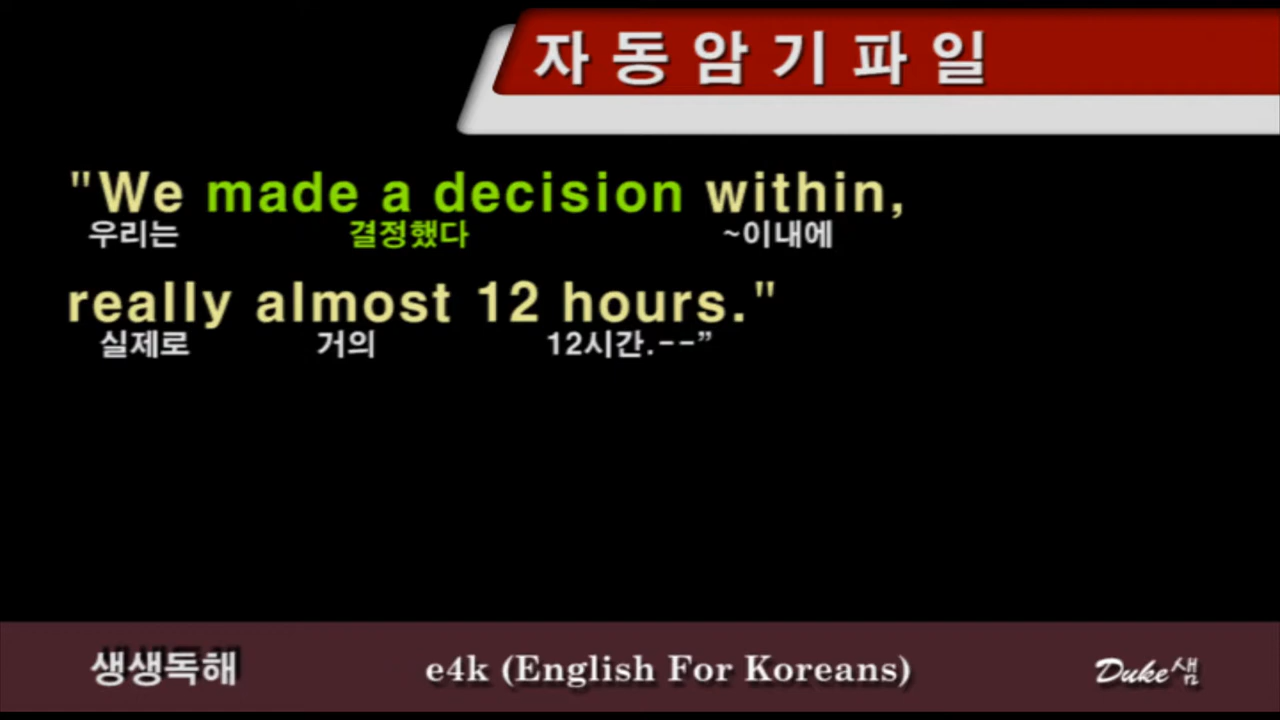 자동암기파일
"We made a decision within,
우리는 결정했다 ~이내에
really almost 12 hours."
실제로 거의 12시간.--”
생생독해 e4k (English For Koreans) Duke샘